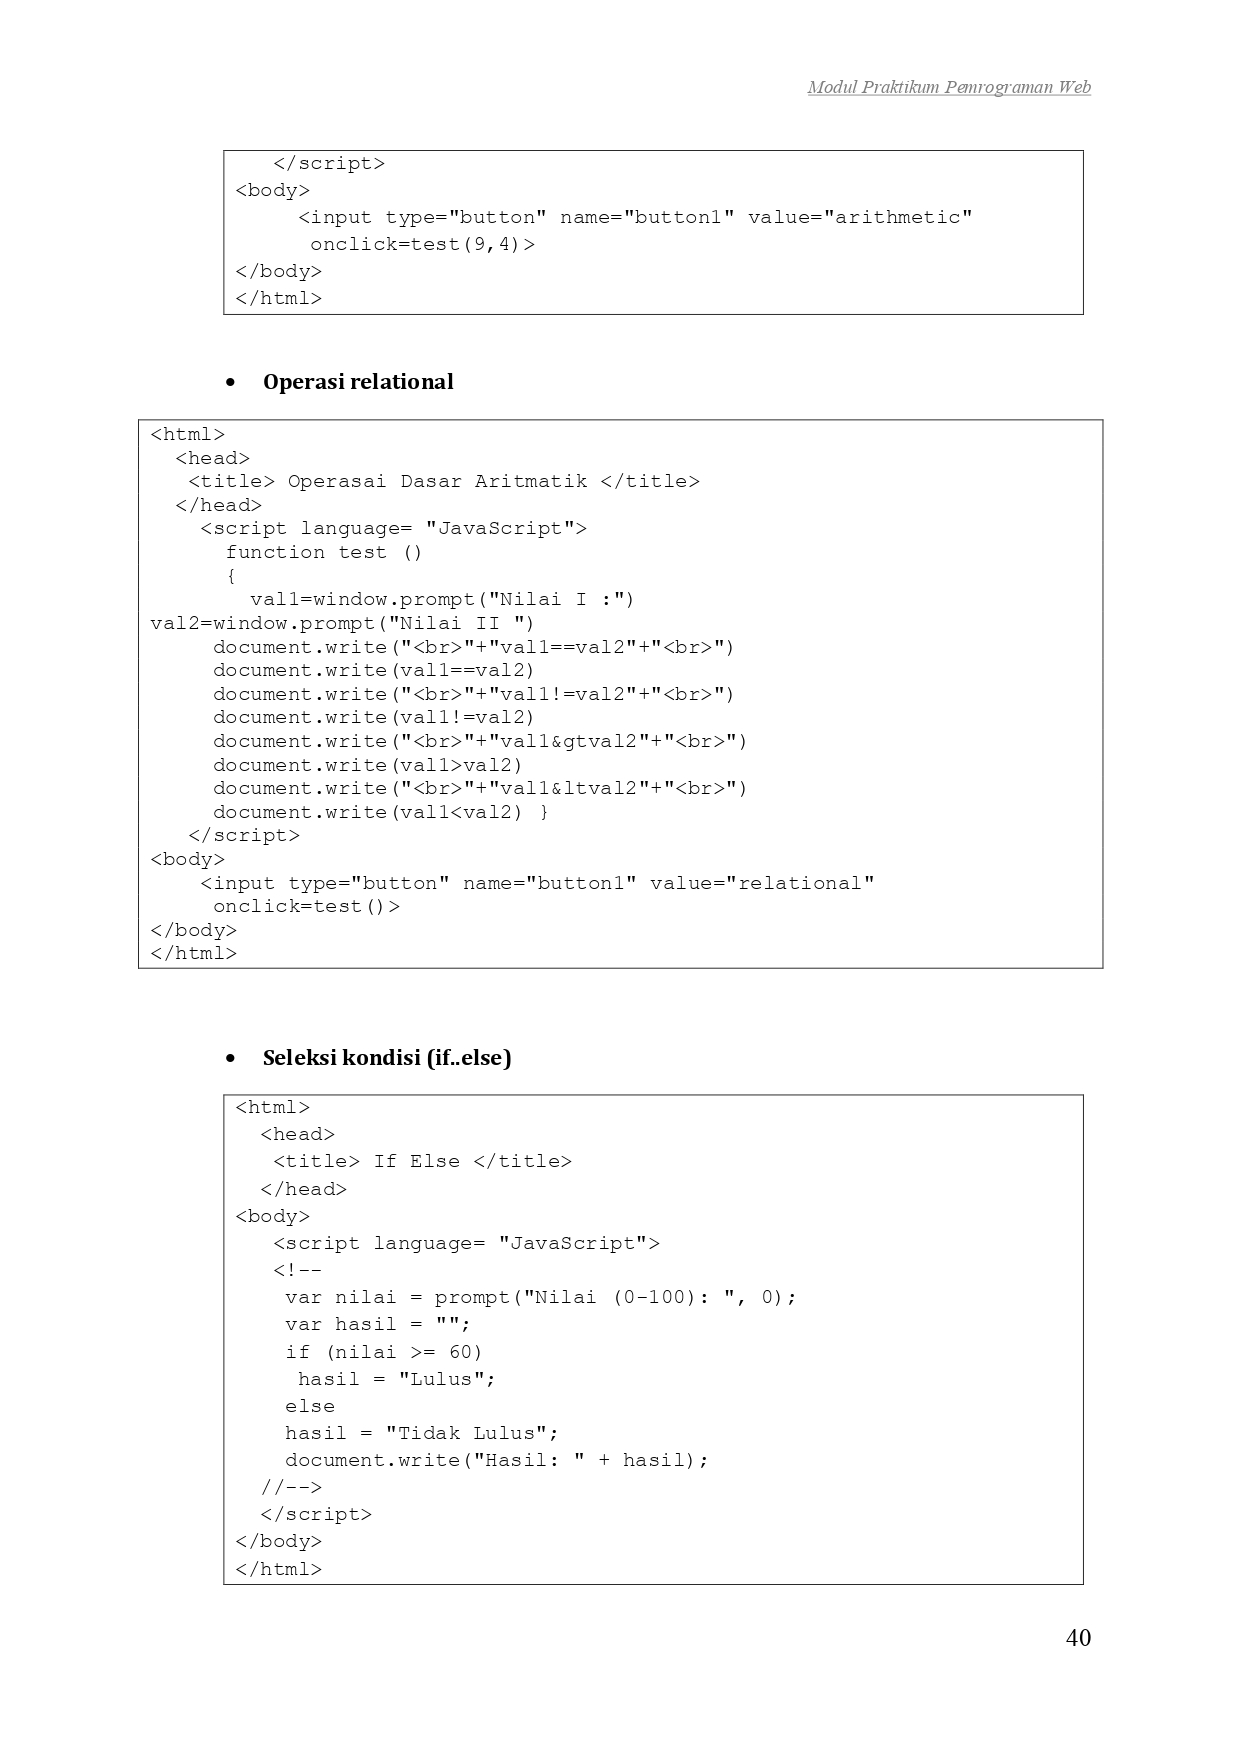 Modul Praktikum Pemrograman Web
</script>
<body>
<input type="button" name="button1" value="arithmetic"
onclick=test(9,4)>
</body>
</html>
• Operasi relational
<html>
<head>
<title> Operasai Dasar Aritmatik </title>
</head>
<script language= "JavaScript">
function test ()
{
val1=window.prompt("Nilai I :")
val2=window.prompt("Nilai II ")
document.write("<br>"+"val1==val2"+"<br>")
document.write(val1==val2)
document.write("<br>"+"val1!=val2"+"<br>")
document.write(val1!=val2)
document.write("<br>"+"val1&gtval2"+"<br>")
document.write(val1>val2)
document.write("<br>"+"val1&ltval2"+"<br>")
document.write(val1<val2) }
</script>
<body>
<input type="button" name="button1" value="relational"
onclick=test()>
</body>
</html>
• Seleksi kondisi (if..else)
<html>
<head>
<title> If Else </title>
</head>
<body>
<script language= "JavaScript">
<!--
var nilai = prompt("Nilai (0-100): ", 0);
var hasil = "";
if (nilai >= 60)
hasil = "Lulus";
else
hasil = "Tidak Lulus";
document.write("Hasil: " + hasil);
//-->
</script>
</body>
</html>
40